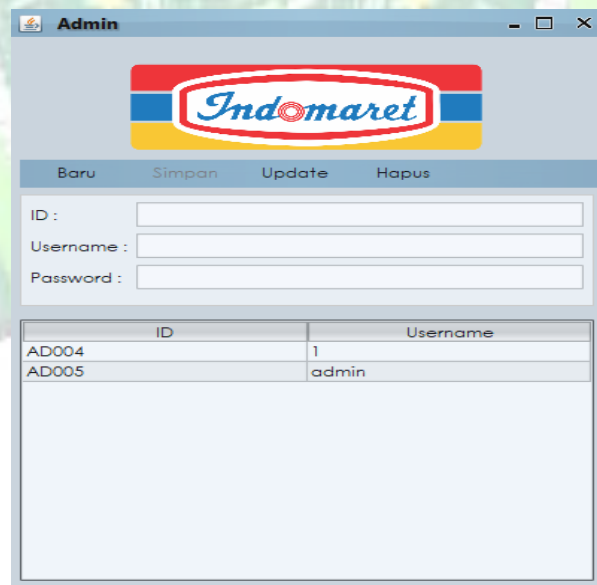 Admin
Indomaret
Baru Simpan Update Hapus
ID :
Username :
Password :
ID Username
AD004 1
AD005 admin